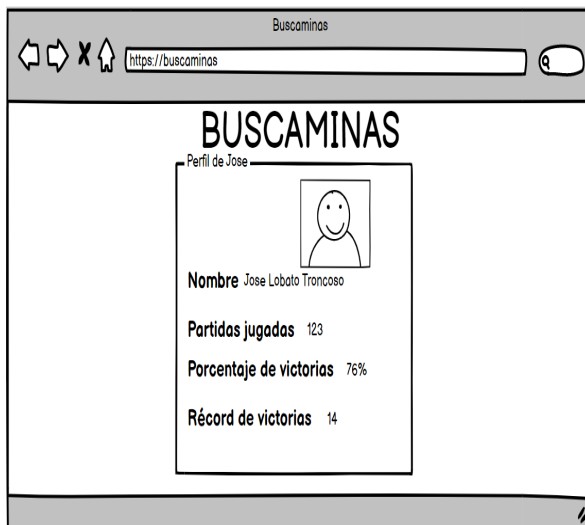 Buscaminas
https://buscaminas
BUSCAMINAS
Perfil de Jose
Nombre Jose Lobato Troncoso
Partidas jugadas 123
Porcentaje de victorias 76%
Récord de victorias 14